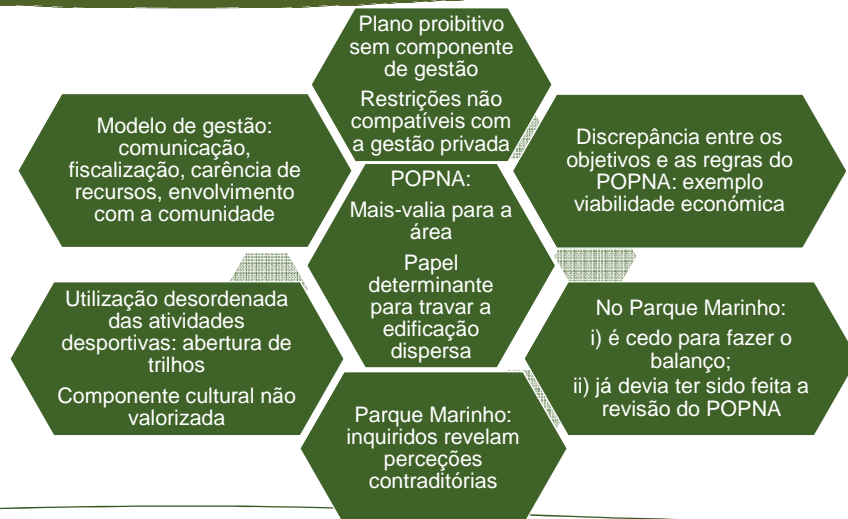 Plano proibitivo
sem componente
de gestão
Restrições não
compatíveis com
a gestão privada
Modelo de gestão:
comunicação,
fiscalização, carência de
recursos, envolvimento
com a comunidade
Discrepância entre os
objetivos e as regras do
POPNA: exemplo
viabilidade económica
POPNA:
Mais-valia para a
área
Papel
determinante
para travar a
edificação
dispersa
Utilização desordenada
das atividades
desportivas: abertura de
trilhos
Componente cultural não
valorizada
No Parque Marinho:
i) é cedo para fazer o
balanço;
ii) já devia ter sido feita a
revisão do POPNA
Parque Marinho:
inquiridos revelam
perceções
contraditórias